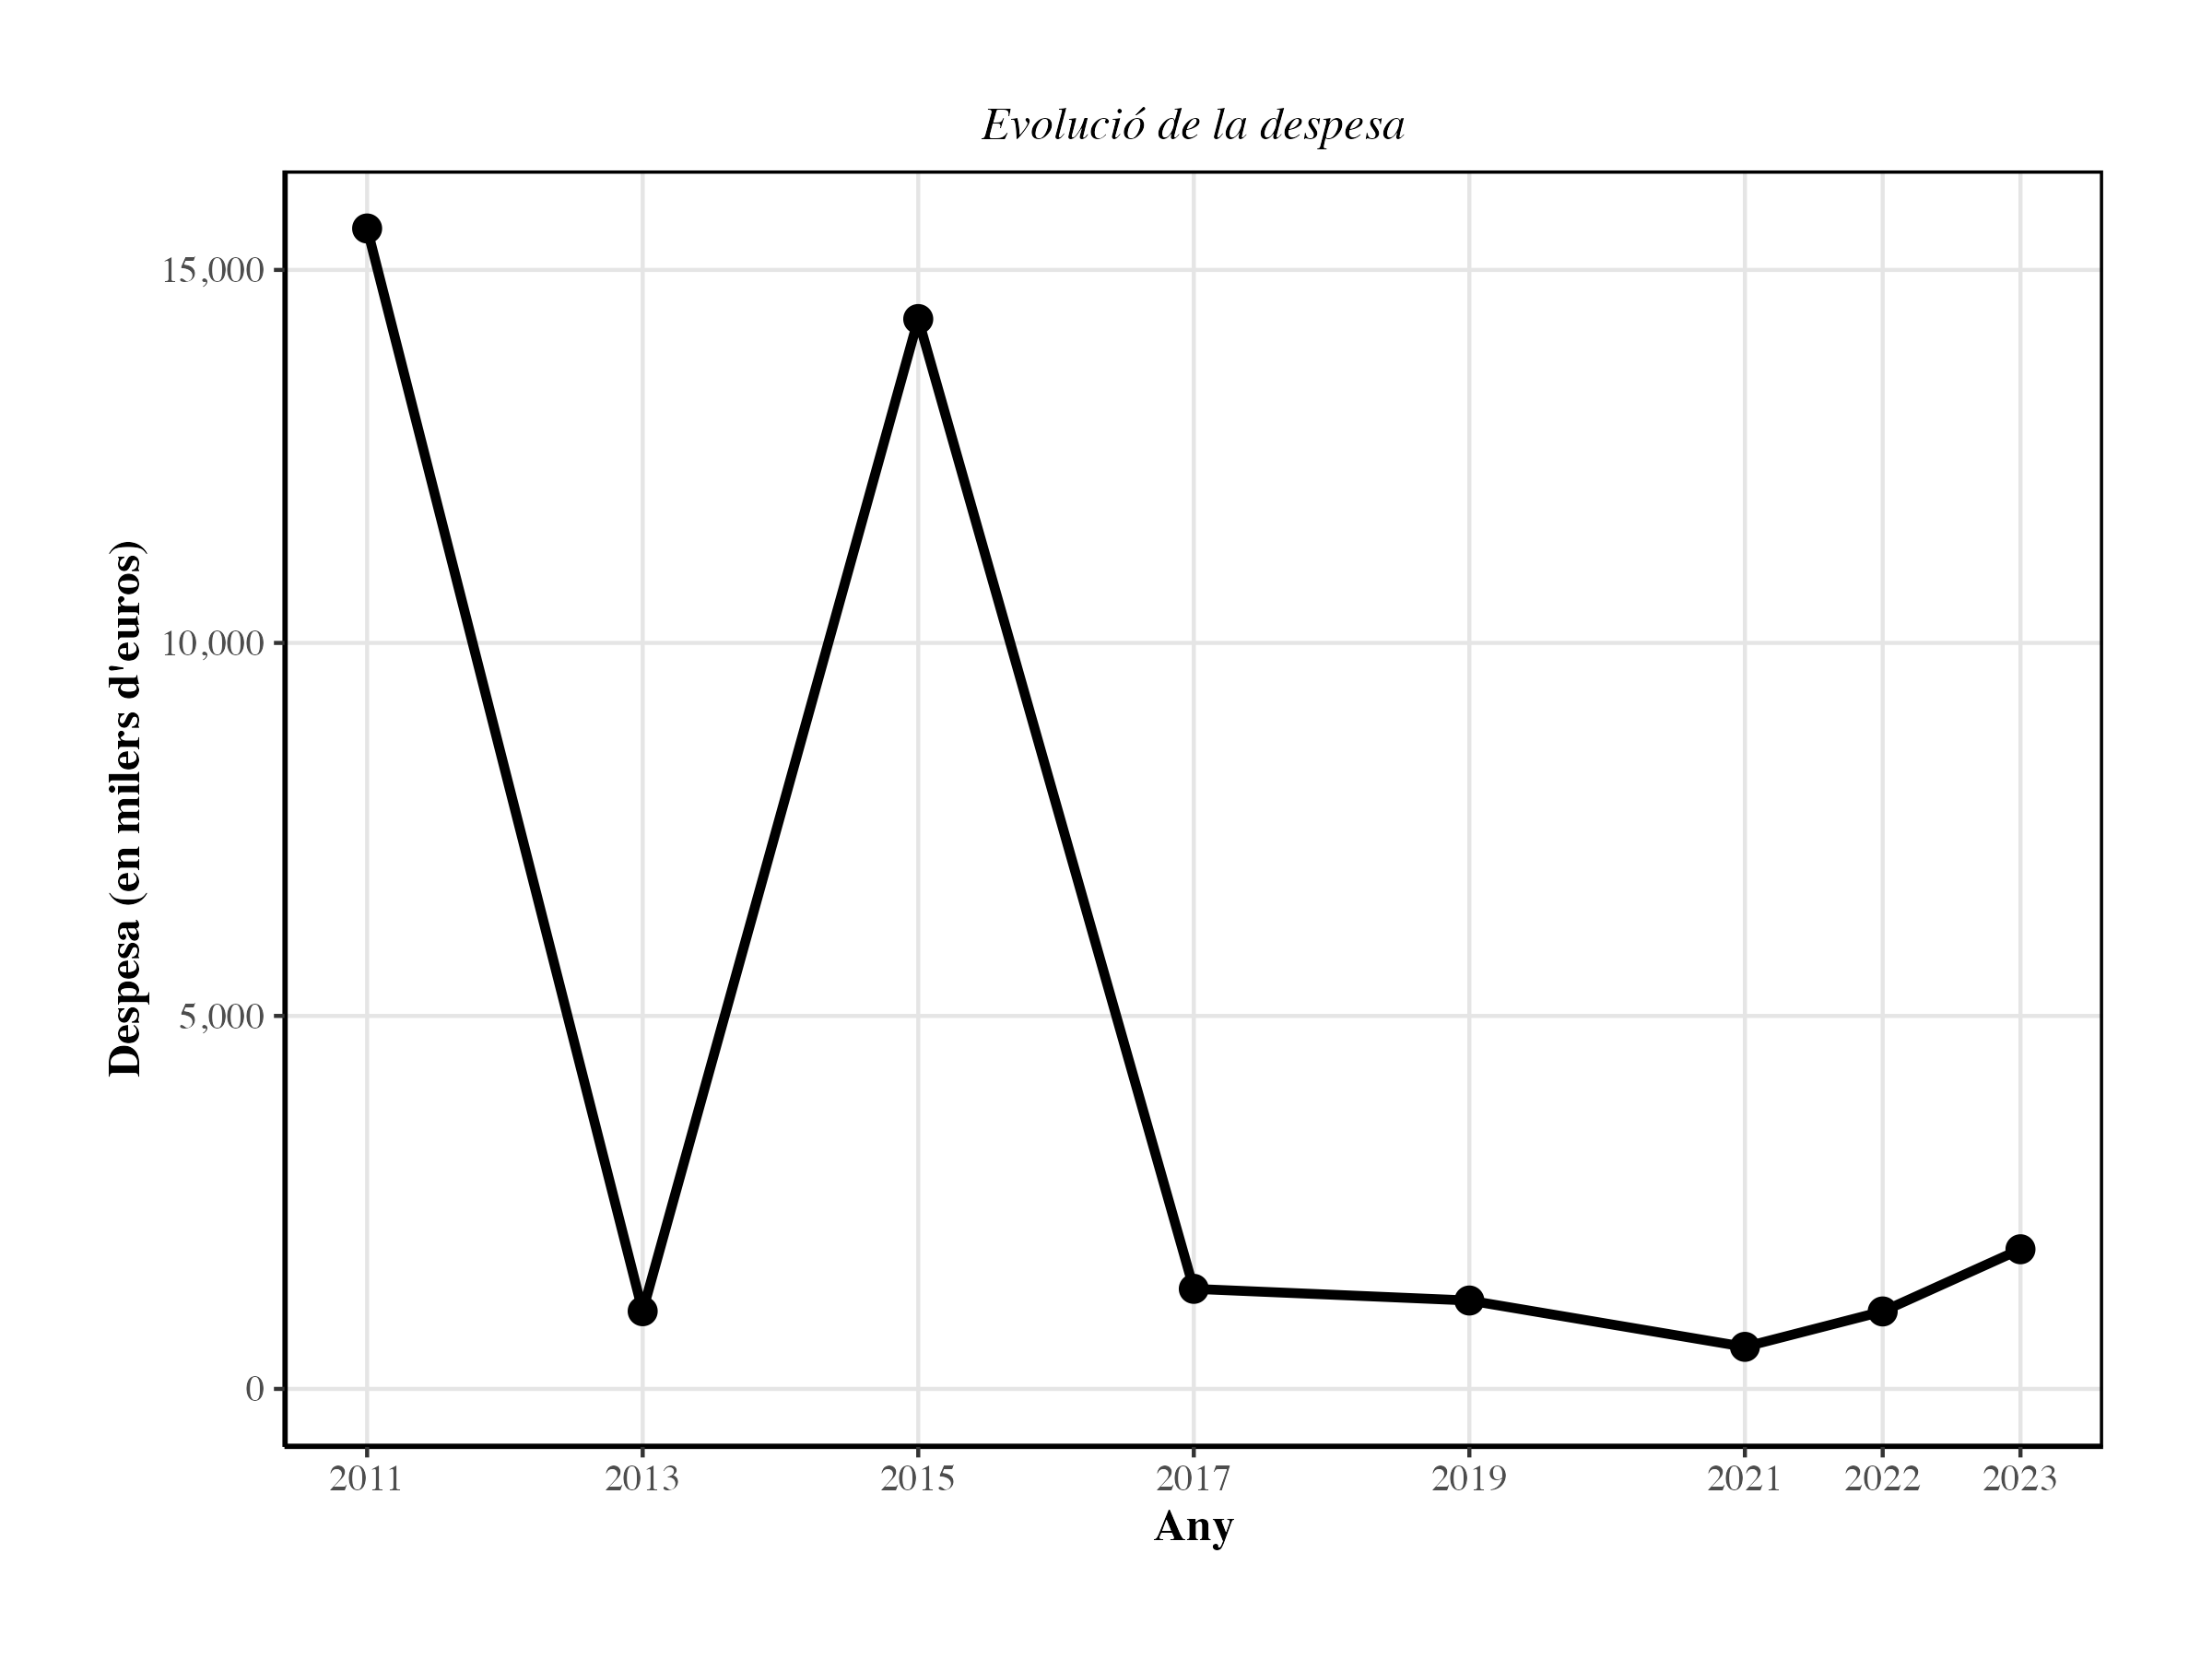 Evolució de la despesa
Despesa (en milers d'euros)
15,000
10,000
5,000
0
2011 2013 2015 2017 2019 2021 2022 2023
Any